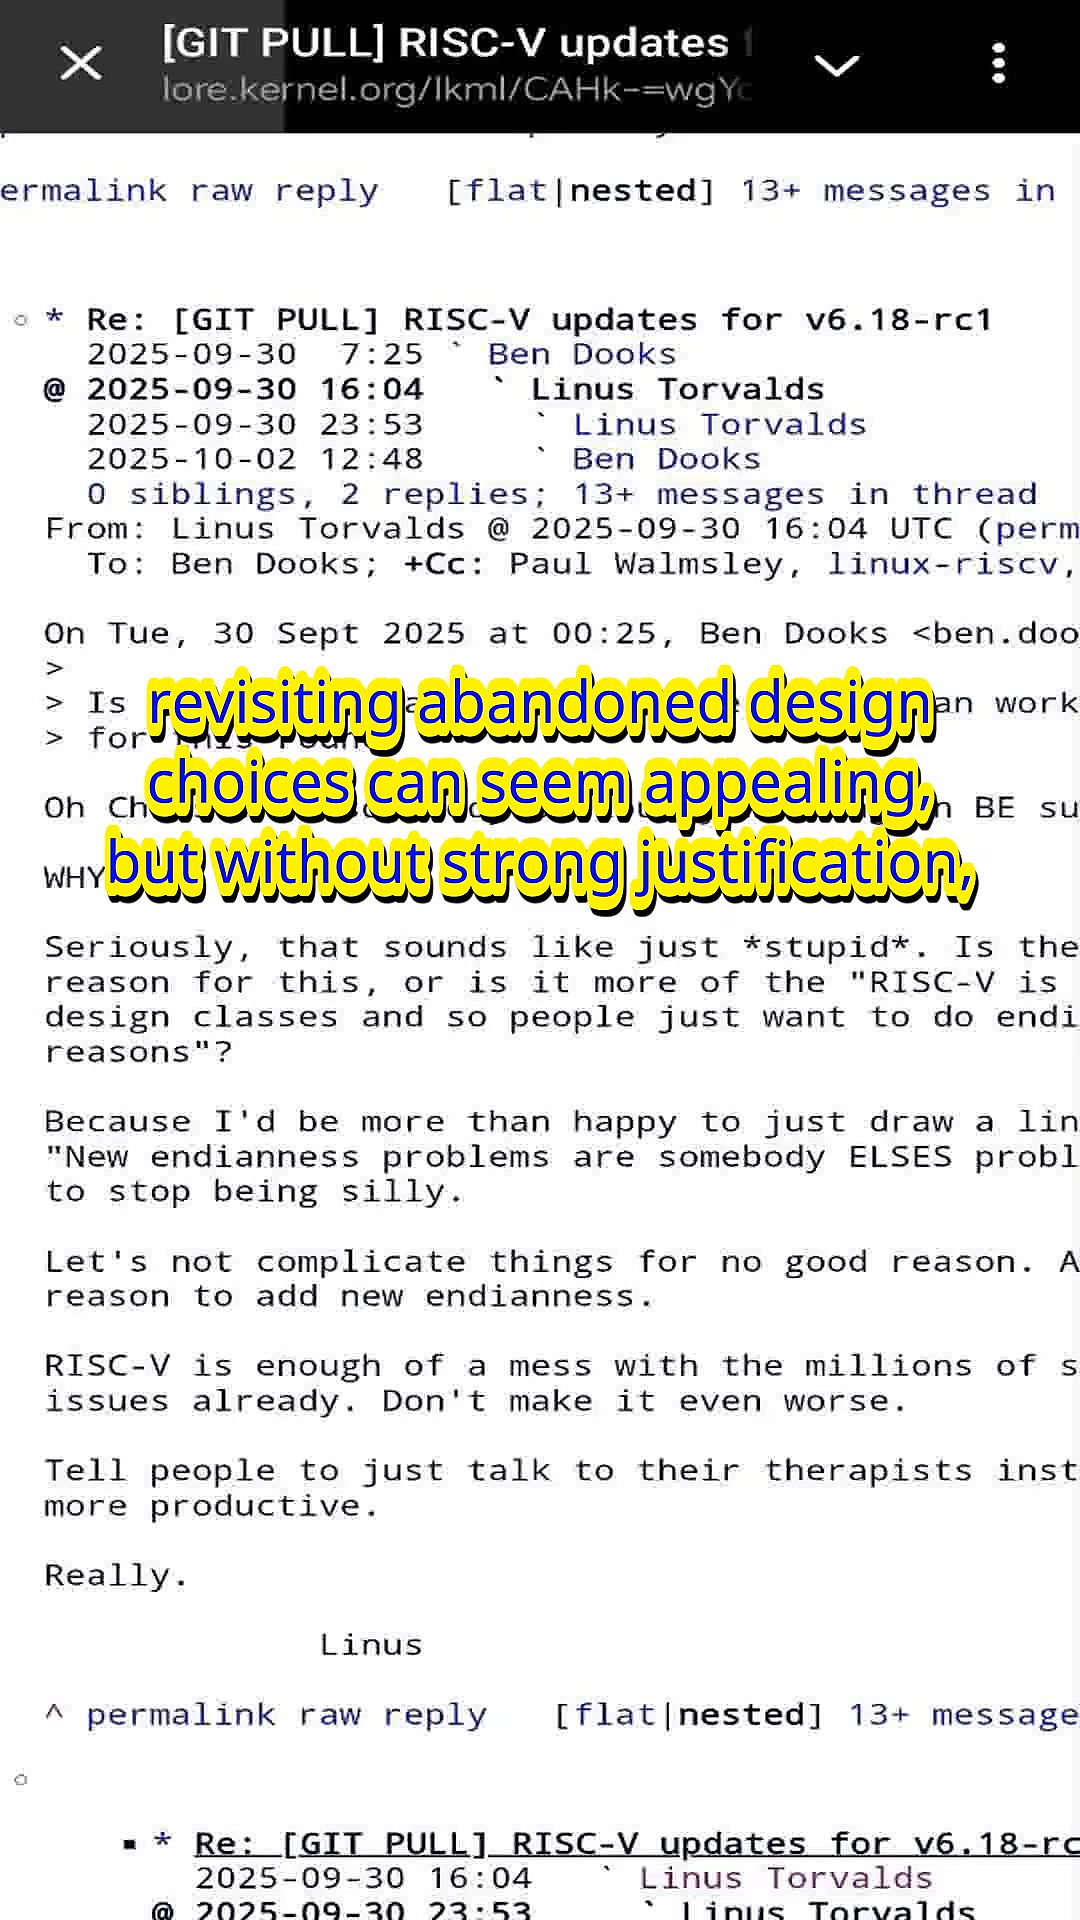 [GIT PULL] RISC-V updates
lore.kernel.org/lkml/CAHk-=wgY
ermalink raw reply [flat|nested] 13+ messages in
* Re: [GIT PULL] RISC-V updates for v6.18-rc1
2025-09-30 7:25 ` Ben Dooks
@ 2025-09-30 16:04 ` Linus Torvalds
2025-09-30 23:53 ` Linus Torvalds
2025-10-02 12:48 ` Ben Dooks
0 siblings, 2 replies; 13+ messages in thread
From: Linus Torvalds @ 2025-09-30 16:04 UTC (perm
To: Ben Dooks; +Cc: Paul Walmsley, linux-riscv,
On Tue, 30 Sept 2025 at 00:25, Ben Dooks <ben.doo
>
> Is an work
> for
Oh BE su
WHY
revisiting abandoned design
choices can seem appealing,
but without strong justification,
Seriously, that sounds like just *stupid*. Is the
reason for this, or is it more of the "RISC-V is
design classes and so people just want to do endi
reasons"?
Because I'd be more than happy to just draw a lin
"New endianness problems are somebody ELSES probl
to stop being silly.
Let's not complicate things for no good reason. A
reason to add new endianness.
RISC-V is enough of a mess with the millions of s
issues already. Don't make it even worse.
Tell people to just talk to their therapists inst
more productive.
Really.
Linus
^ permalink raw reply [flat|nested] 13+ message
* Re: [GIT PULL] RISC-V updates for v6.18-rc
2025-09-30 16:04 ` Linus Torvalds
@ 2025-09-30 23:53 ` Linus Torvalds